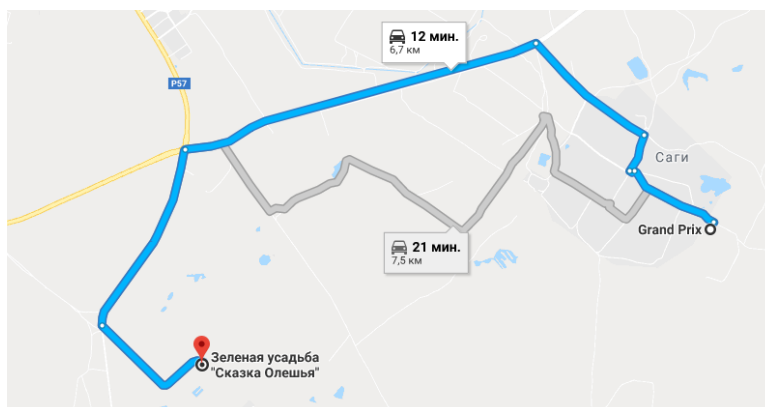 12 мин.
6,7 км
P57
Саги
Grand Prix
21 мин.
7,5 км
Зеленая усадьба
"Сказка Олешья"